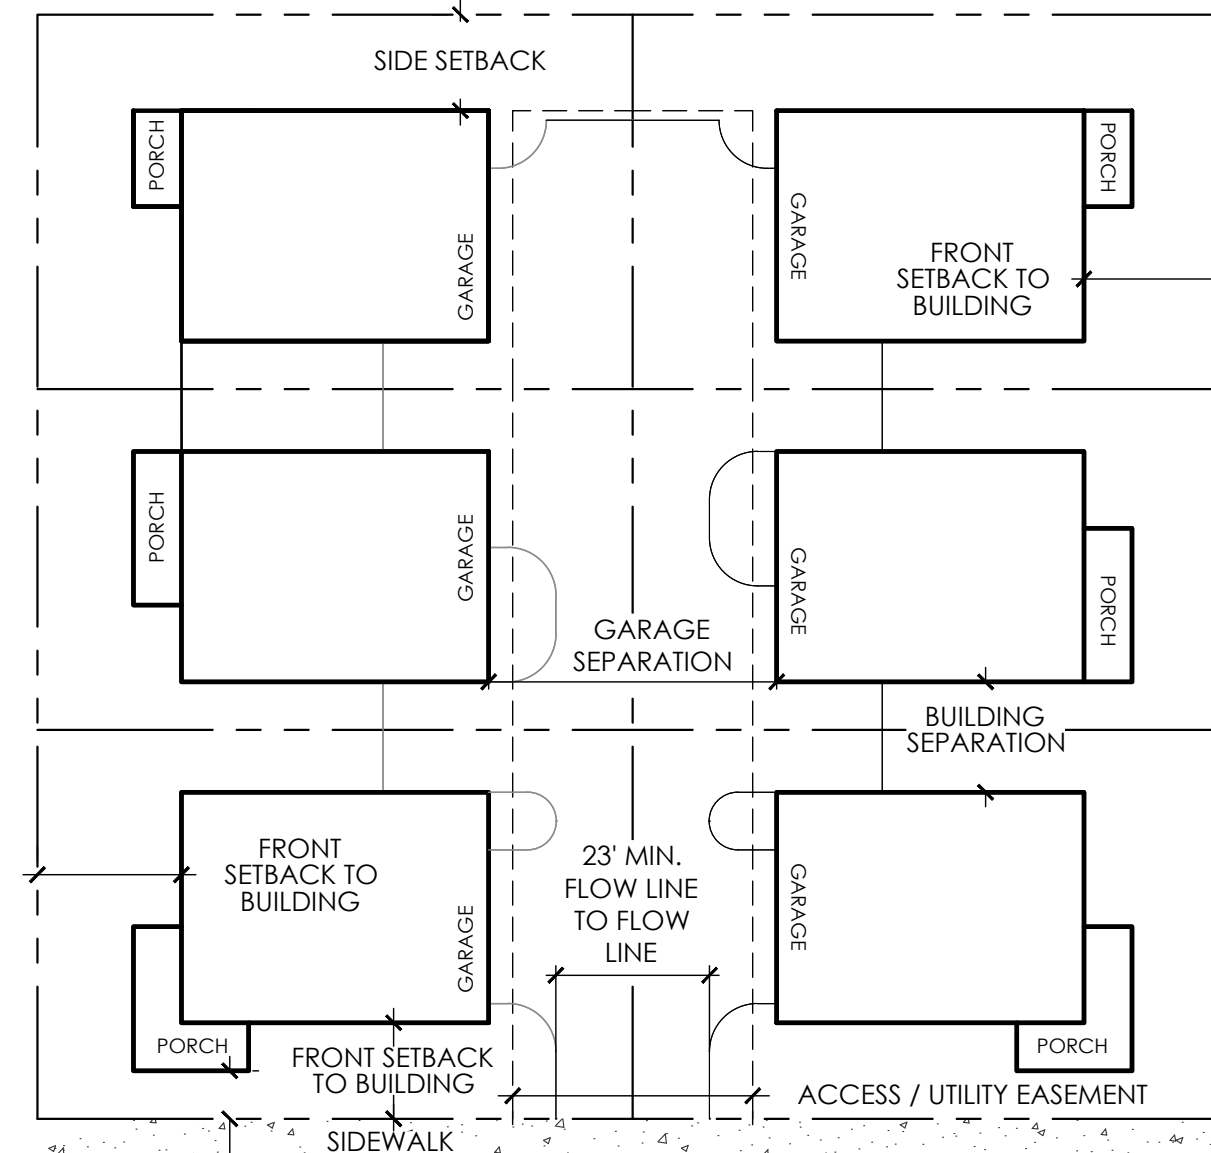 SIDE SETBACK
PORCH
GARAGE
GARAGE
PORCH
FRONT
SETBACK TO
BUILDING
PORCH
GARAGE
GARAGE
PORCH
GARAGE
SEPARATION
BUILDING
SEPARATION
FRONT
SETBACK TO
BUILDING
GARAGE
23' MIN.
FLOW LINE
TO FLOW
LINE
GARAGE
PORCH
FRONT SETBACK
TO BUILDING
PORCH
ACCESS / UTILITY EASEMENT
SIDEWALK